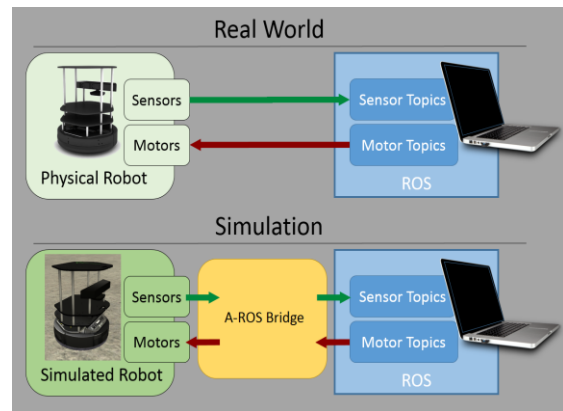 Real World
Sensors
Sensor Topics
Motors
Motor Topics
Physical Robot
ROS
Simulation
Sensors
A-ROS Bridge
Sensor Topics
Motors
Motor Topics
Simulated Robot
ROS